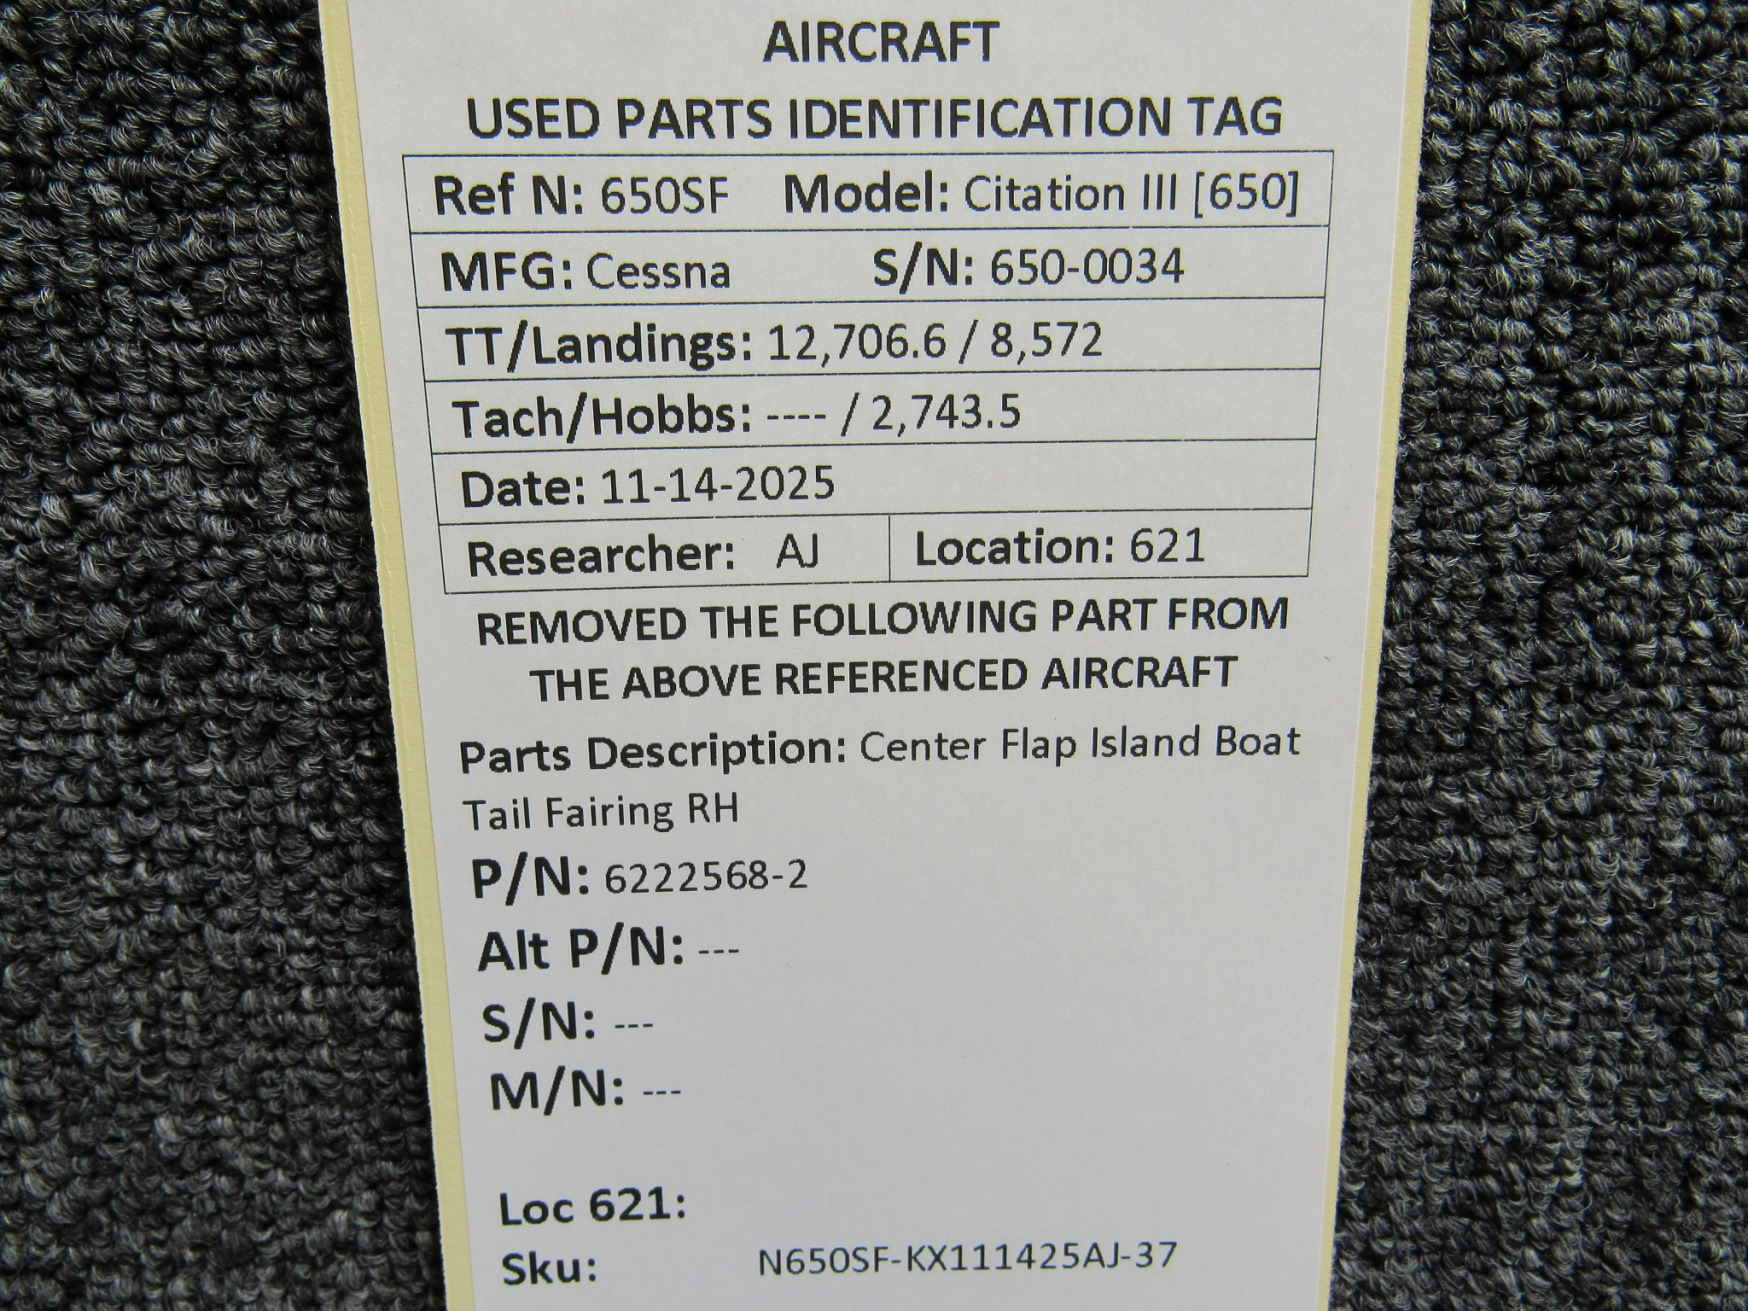 AIRCRAFT
USED PARTS IDENTIFICATION TAG
Ref N: 650SF Model: Citation III [650]
MFG: Cessna S/N: 650-0034
TT/Landings: 12,706.6 / 8,572
Tach/Hobbs: ---- / 2,743.5
Date: 11-14-2025
Researcher: AJ Location: 621
REMOVED THE FOLLOWING PART FROM
THE ABOVE REFERENCED AIRCRAFT
Parts Description: Center Flap Island Boat
Tail Fairing RH
P/N: 6222568-2
Alt P/N: ---
S/N: ---
M/N: ---
Loc 621:
Sku: N650SF-KX111425AJ-37